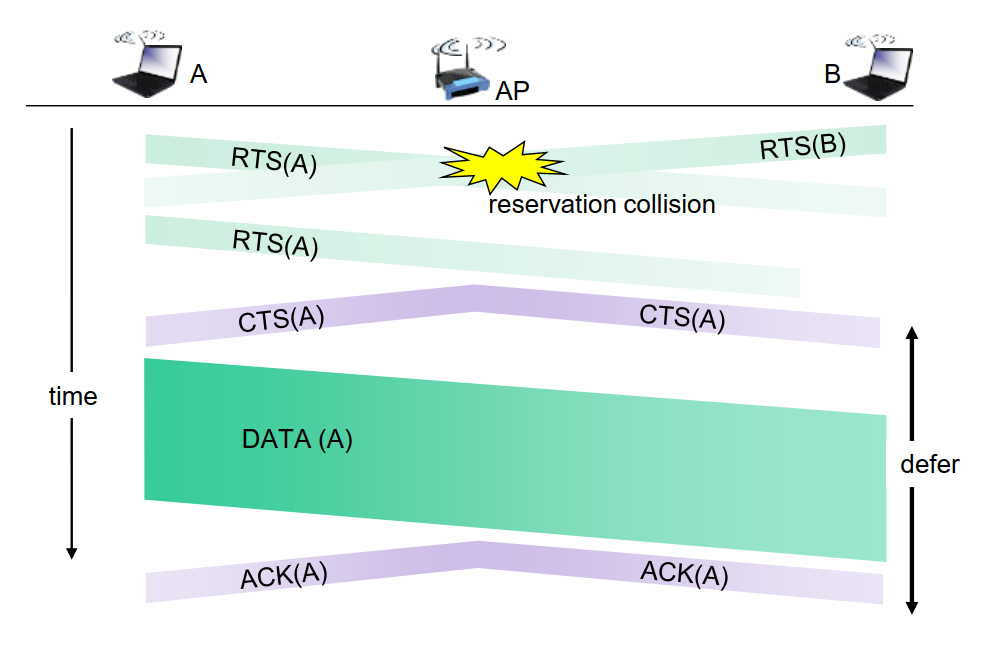 A
AP
B
RTS(A)
RTS(B)
reservation collision
RTS(A)
CTS(A)
CTS(A)
time
DATA (A)
defer
ACK(A)
ACK(A)